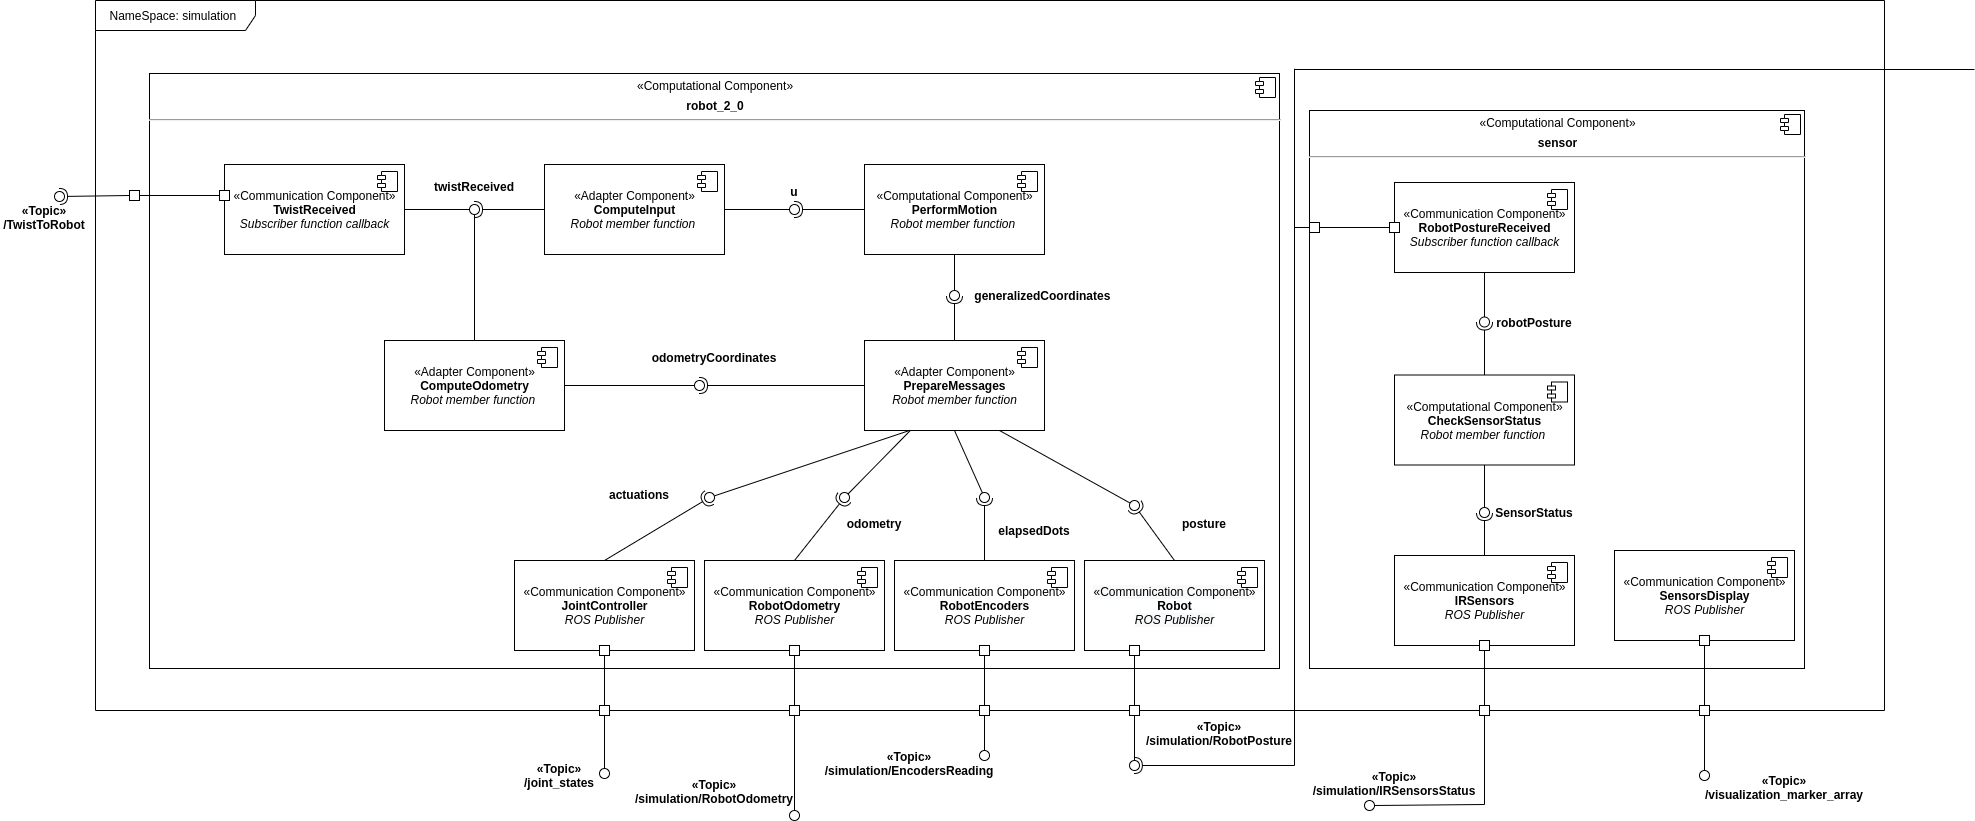 NameSpace: simulation
«Computational Component»
robot_2_0
«Computational Component»
sensor
«Topic»
/TwistToRobot
«Communication Component»
TwistReceived
Subscriber function callback
twistReceived
«Adapter Component»
ComputeInput
Robot member function
u
«Computational Component»
PerformMotion
Robot member function
«Communication Component»
RobotPostureReceived
Subscriber function callback
generalizedCoordinates
robotPosture
«Adapter Component»
ComputeOdometry
Robot member function
odometryCoordinates
«Adapter Component»
PrepareMessages
Robot member function
«Computational Component»
CheckSensorStatus
Robot member function
actuations
odometry
elapsedDots
posture
SensorStatus
«Communication Component»
JointController
ROS Publisher
«Communication Component»
RobotOdometry
ROS Publisher
«Communication Component»
RobotEncoders
ROS Publisher
«Communication Component»
Robot
ROS Publisher
«Communication Component»
IRSensors
ROS Publisher
«Communication Component»
SensorsDisplay
ROS Publisher
«Topic»
/joint_states
«Topic»
/simulation/RobotOdometry
«Topic»
/simulation/EncodersReading
«Topic»
/simulation/RobotPosture
«Topic»
/simulation/IRSensorsStatus
«Topic»
/visualization_marker_array